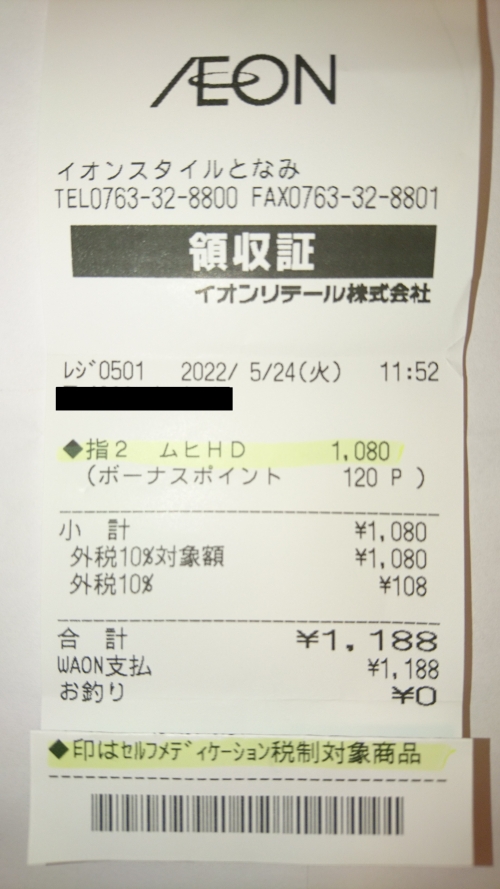 ÆON
イオンスタイルとなみ
TEL0763-32-8800 FAX0763-32-8801
領収証
イオンリテール株式会社
ﾚｼﾞ0501 2022/ 5/24(火) 11:52
◆指2 ムヒHD 1,080
(ボーナスポイント 120 P )
小 計 ¥1,080
外税10%対象額 ¥1,080
外税10% ¥108
合 計 ¥1,188
WAON支払 ¥1,188
お釣り ¥0
◆印はｾﾙﾌﾒﾃﾞｨｹｰｼｮﾝ税制対象商品